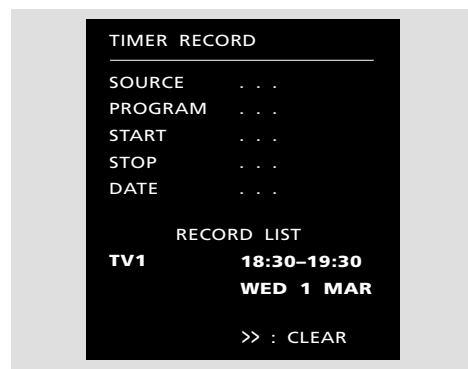 TIMER RECORD
SOURCE . . .
PROGRAM . . .
START . . .
STOP . . .
DATE . . .
RECORD LIST
TV1 18:30–19:30
WED 1 MAR
>> : CLEAR